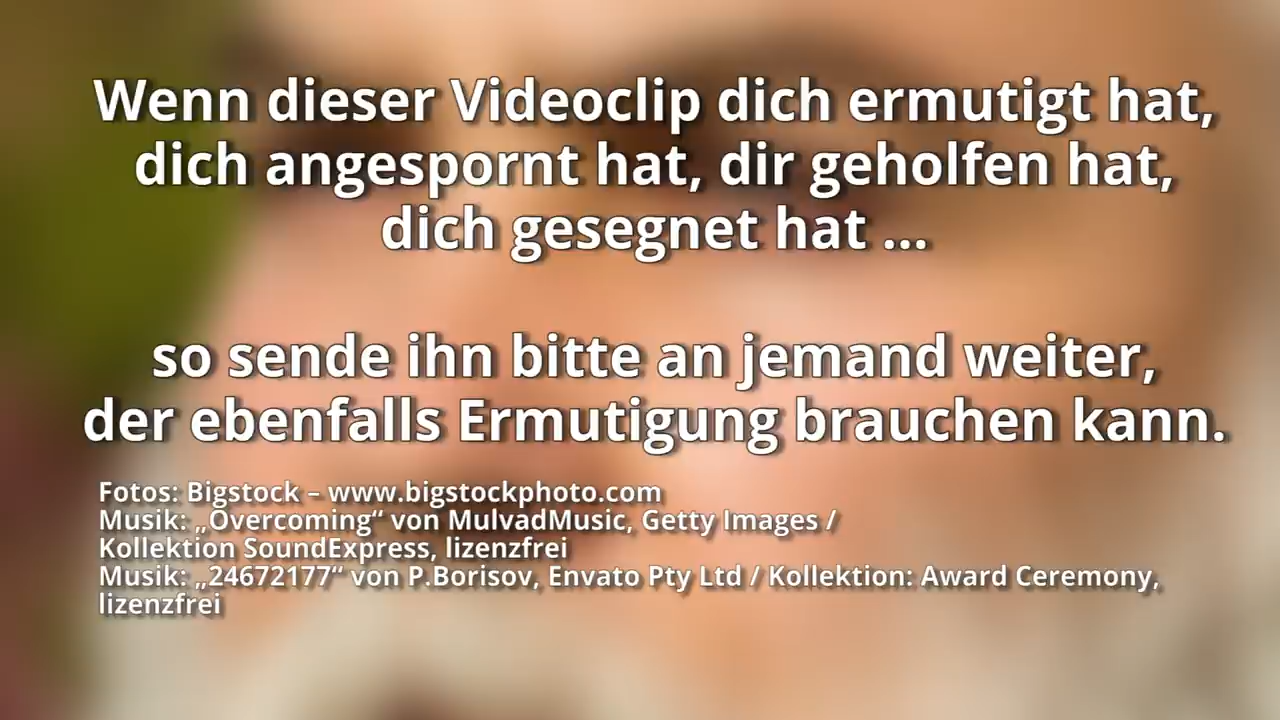 Wenn dieser Videoclip dich ermutigt hat,
dich angespornt hat, dir geholfen hat,
dich gesegnet hat ...
so sende ihn bitte an jemand weiter,
der ebenfalls Ermutigung brauchen kann.
Fotos: Bigstock – www.bigstockphoto.com
Musik: „Overcoming“ von MulvadMusic, Getty Images /
Kollektion SoundExpress, lizenzfrei
Musik: „24672177“ von P.Borisov, Envato Pty Ltd / Kollektion: Award Ceremony,
lizenzfrei